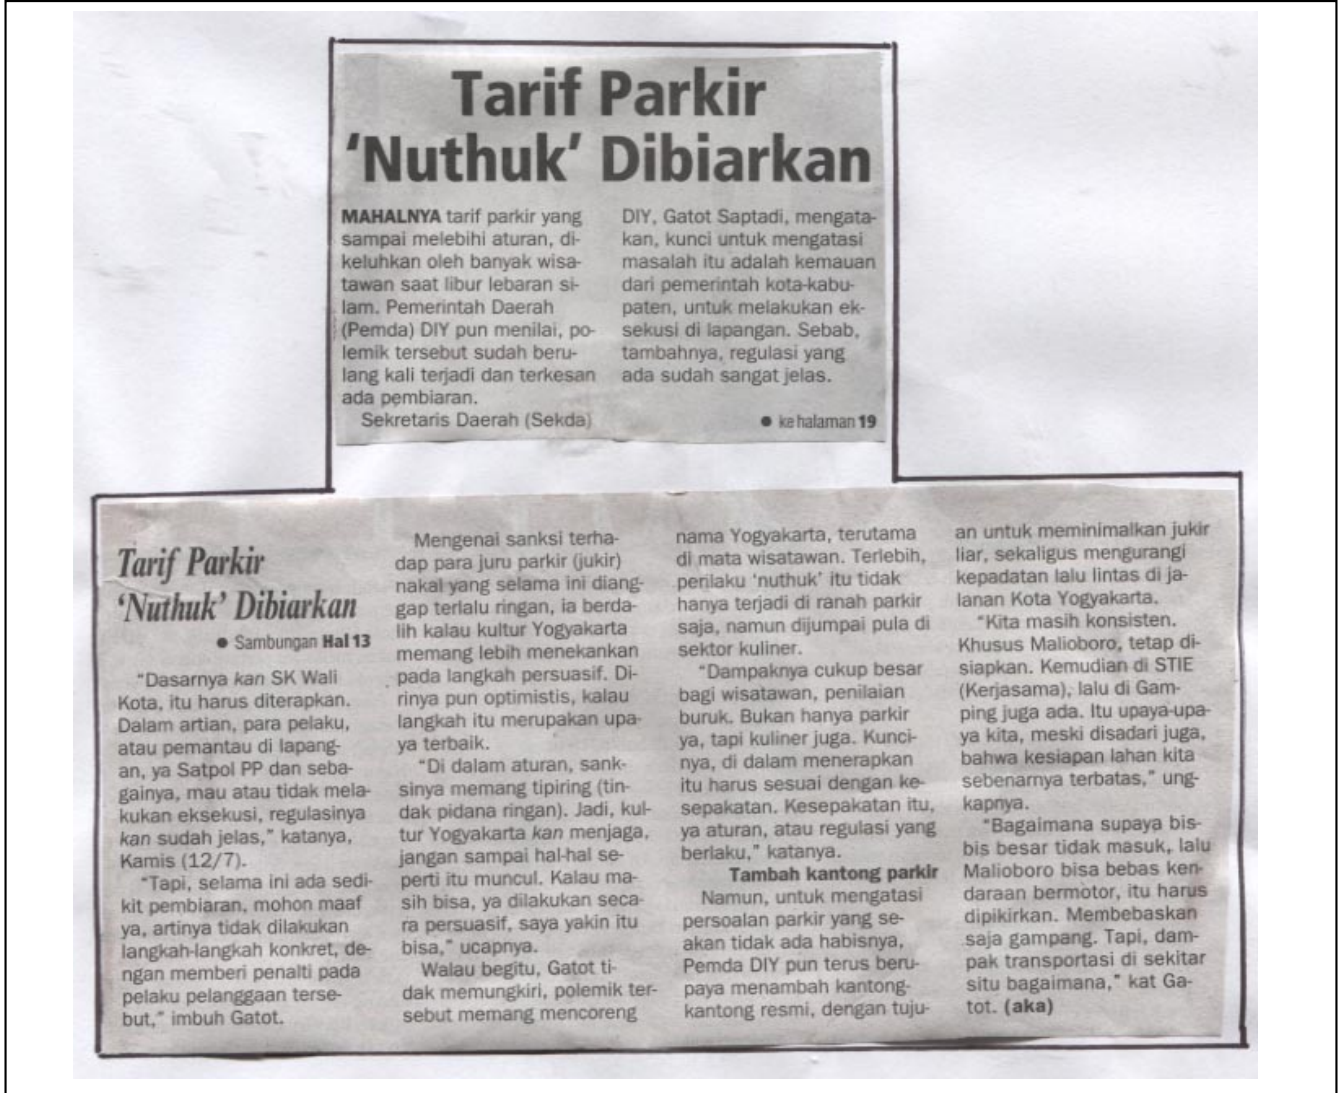 Tarif Parkir
‘Nuthuk’ Dibiarkan
MAHALNYA tarif parkir yang
sampai melebihi aturan, di-
keluhkan oleh banyak wisa-
tawan saat libur lebaran si-
lam. Pemerintah Daerah
(Pemda) DIY pun menilai, po-
lemik tersebut sudah beru-
lang kali terjadi dan terkesan
ada pembiaran.
Sekretaris Daerah (Sekda)
DIY, Gatot Saptadi, mengata-
kan, kunci untuk mengatasi
masalah itu adalah kemauan
dari pemerintah kota-kabu-
paten, untuk melakukan ek-
sekusi di lapangan. Sebab,
tambahnya, regulasi yang
ada sudah sangat jelas.
● ke halaman 19
Tarif Parkir
‘Nuthuk’ Dibiarkan
● Sambungan Hal 13
“Dasarnya kan SK Wali
Kota, itu harus diterapkan.
Dalam artian, para pelaku,
atau pemantau di lapang-
an, ya Satpol PP dan seba-
gainya, mau atau tidak mela-
kukan eksekusi, regulasinya
kan sudah jelas,” katanya,
Kamis (12/7).
“Tapi, selama ini ada sedi-
kit pembiaran, mohon maaf
ya, artinya tidak dilakukan
langkah-langkah konkret, de-
ngan memberi penalti pada
pelaku pelanggaan terse-
but,” imbuh Gatot.
Mengenai sanksi terha-
dap para juru parkir (jukir)
nakal yang selama ini diang-
gap terlalu ringan, ia berda-
lih kalau kultur Yogyakarta
memang lebih menekankan
pada langkah persuasif. Di-
rinya pun optimistis, kalau
langkah itu merupakan upa-
ya terbaik.
“Di dalam aturan, sank-
sinya memang tipiring (tin-
dak pidana ringan). Jadi, kul-
tur Yogyakarta kan menjaga,
jangan sampai hal-hal se-
perti itu muncul. Kalau ma-
sih bisa, ya dilakukan seca-
ra persuasif, saya yakin itu
bisa,” ucapnya.
Walau begitu, Gatot ti-
dak memungkiri, polemik ter-
sebut memang mencoreng
nama Yogyakarta, terutama
di mata wisatawan. Terlebih,
perilaku ‘nuthuk’ itu tidak
hanya terjadi di ranah parkir
saja, namun dijumpai pula di
sektor kuliner.
“Dampaknya cukup besar
bagi wisatawan, penilaian
buruk. Bukan hanya parkir
ya, tapi kuliner juga. Kunci-
nya, di dalam menerapkan
itu harus sesuai dengan ke-
sepakatan. Kesepakatan itu,
ya aturan, atau regulasi yang
berlaku,” katanya.
Tambah kantong parkir
Namun, untuk mengatasi
persoalan parkir yang se-
akan tidak ada habisnya,
Pemda DIY pun terus beru-
paya menambah kantong-
kantong resmi, dengan tuju-
an untuk meminimalkan jukir
liar, sekaligus mengurangi
kepadatan lalu lintas di ja-
lanan Kota Yogyakarta.
“Kita masih konsisten.
Khusus Malioboro, tetap di-
siapkan. Kemudian di STIE
(Kerjasama), lalu di Gam-
ping juga ada. Itu upaya-upa-
ya kita, meski disadari juga,
bahwa kesiapan lahan kita
sebenarnya terbatas,” ung-
kapnya.
“Bagaimana supaya bis-
bis besar tidak masuk, lalu
Malioboro bisa bebas ken-
daraan bermotor, itu harus
dipikirkan. Membebaskan
saja gampang. Tapi, dam-
pak transportasi di sekitar
situ bagaimana,” kat Ga-
tot. (aka)